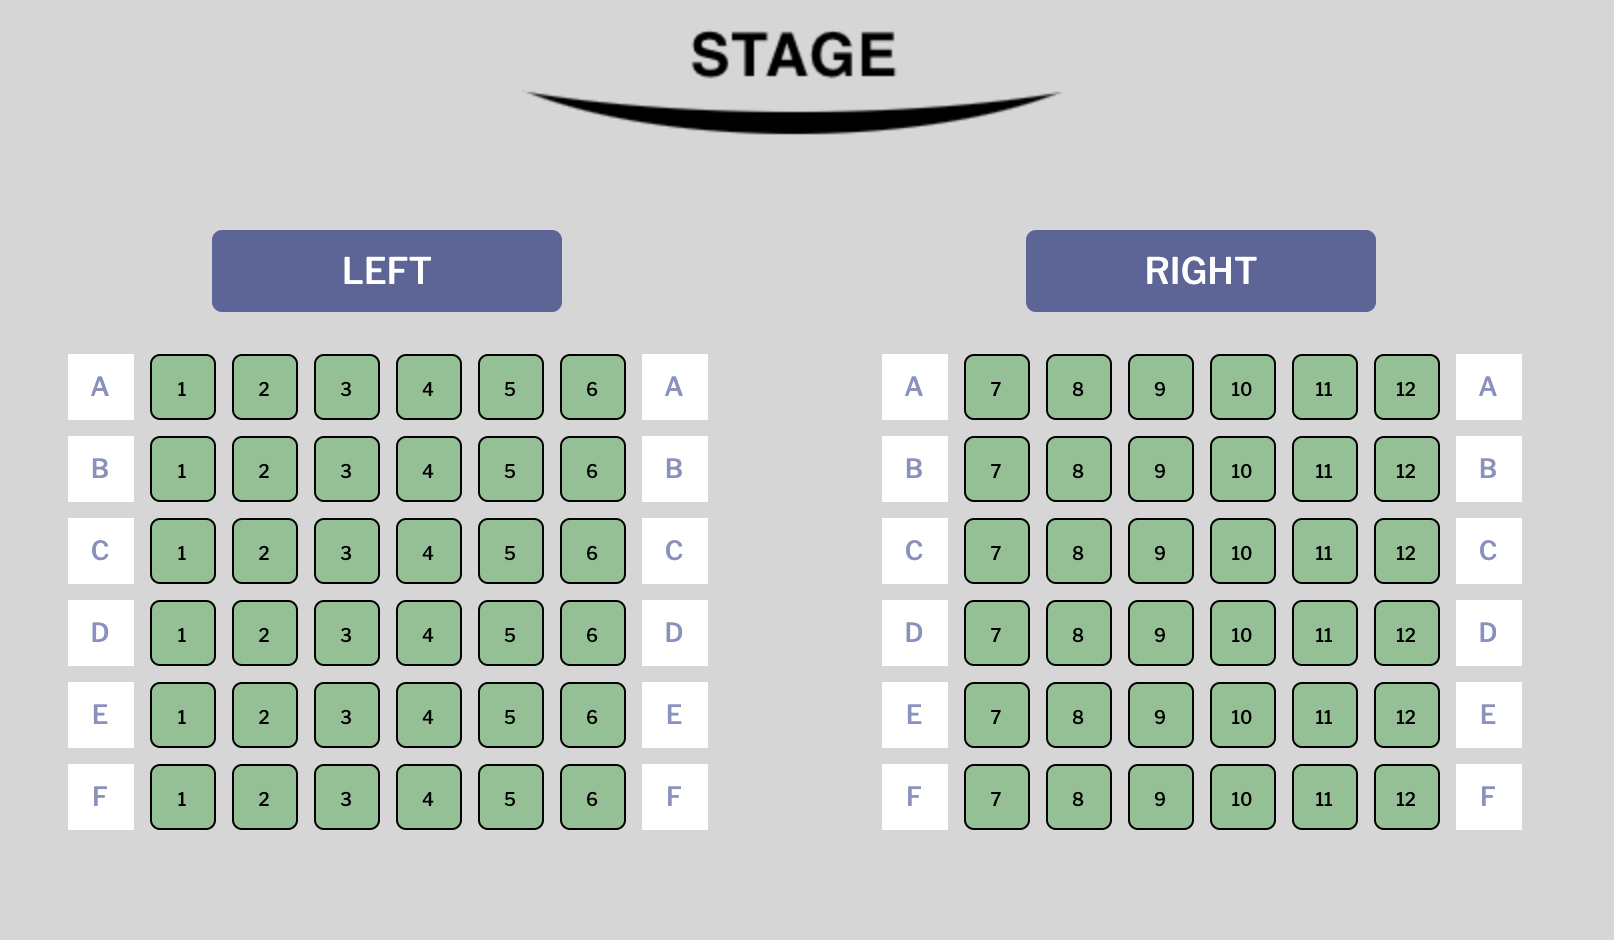 STAGE
LEFT RIGHT
A 1 2 3 4 5 6 A A 7 8 9 10 11 12 A
B 1 2 3 4 5 6 B B 7 8 9 10 11 12 B
C 1 2 3 4 5 6 C C 7 8 9 10 11 12 C
D 1 2 3 4 5 6 D D 7 8 9 10 11 12 D
E 1 2 3 4 5 6 E E 7 8 9 10 11 12 E
F 1 2 3 4 5 6 F F 7 8 9 10 11 12 F